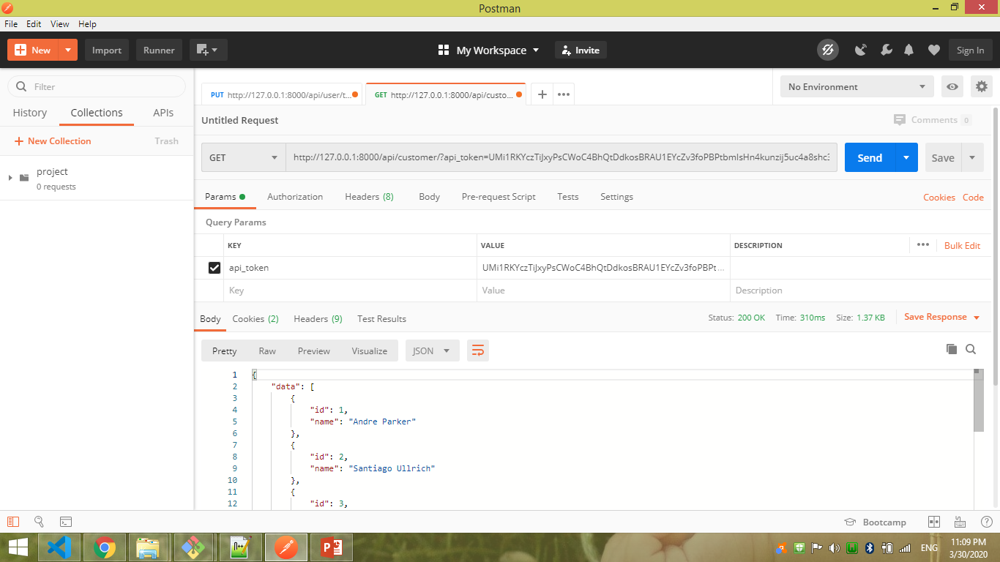 Postman
File Edit View Help
New Import Runner My Workspace Invite Sign In
Filter
History Collections APIs
New Collection Trash
project
0 requests
PUT http://127.0.0.1:8000/api/user/t... GET http://127.0.0.1:8000/api/custo... No Environment
Untitled Request Comments 0
GET http://127.0.0.1:8000/api/customer/?api_token=UMi1RKYczTiJxyPsCWoC4BhQtDdkosBRAU1EYcZv3foPBPtbmIsHn4kunzij5uc4a8shc3 Send Save
Params Authorization Headers (8) Body Pre-request Script Tests Settings Cookies Code
Query Params
KEY VALUE DESCRIPTION Bulk Edit
api_token UMi1RKYczTiJxyPsCWoC4BhQtDdkosBRAU1EYcZv3foPBPt...
Key Value Description
Body Cookies (2) Headers (9) Test Results Status: 200 OK Time: 310ms Size: 1.37 KB Save Response
Pretty Raw Preview Visualize JSON
1 {
2 "data": [
3 {
4 "id": 1,
5 "name": "Andre Parker"
6 },
7 {
8 "id": 2,
9 "name": "Santiago Ullrich"
10 },
11 {
12 "id": 3,
Bootcamp
ENG 11:09 PM
3/30/2020